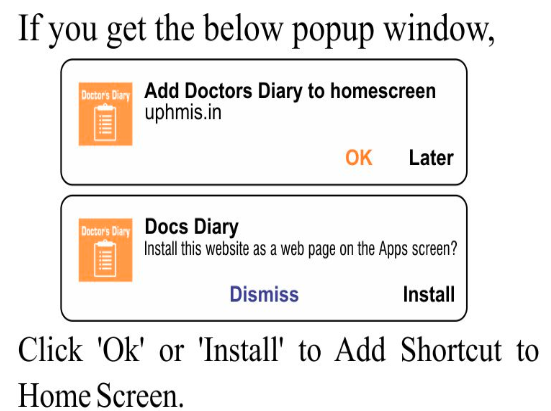 If you get the below popup window,
Doctor's Diary
Add Doctors Diary to homescreen
uphmis.in
OK Later
Doctor's Diary
Docs Diary
Install this website as a web page on the Apps screen?
Dismiss Install
Click 'Ok' or 'Install' to Add Shortcut to
Home Screen.